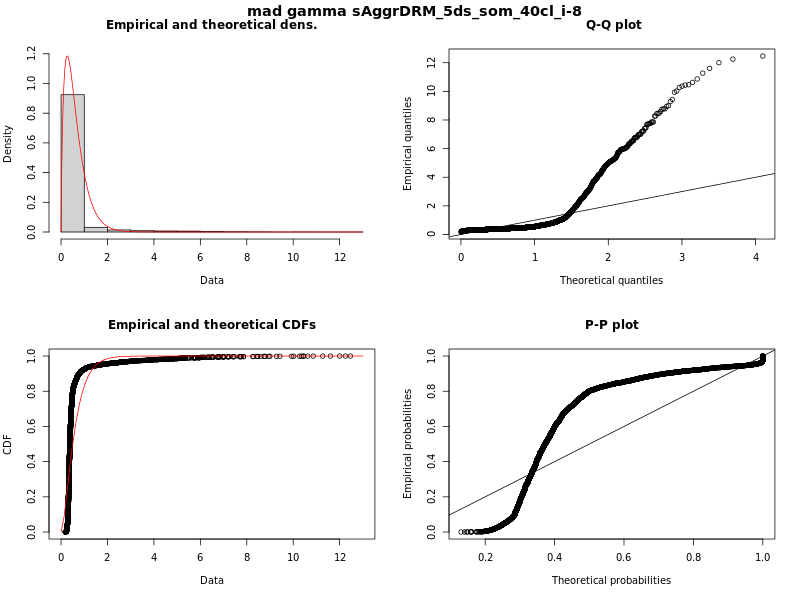 mad gamma sAggrDRM_5ds_som_40cl_i-8
Empirical and theoretical dens.
Density
0.0 0.2 0.4 0.6 0.8 1.0 1.2
0 2 4 6 8 10 12
Data
Q-Q plot
Empirical quantiles
0 2 4 6 8 10 12
0 1 2 3 4
Theoretical quantiles
Empirical and theoretical CDFs
CDF
0.0 0.2 0.4 0.6 0.8 1.0
0 2 4 6 8 10 12
Data
P-P plot
Empirical probabilities
0.0 0.2 0.4 0.6 0.8 1.0
0.2 0.4 0.6 0.8 1.0
Theoretical probabilities